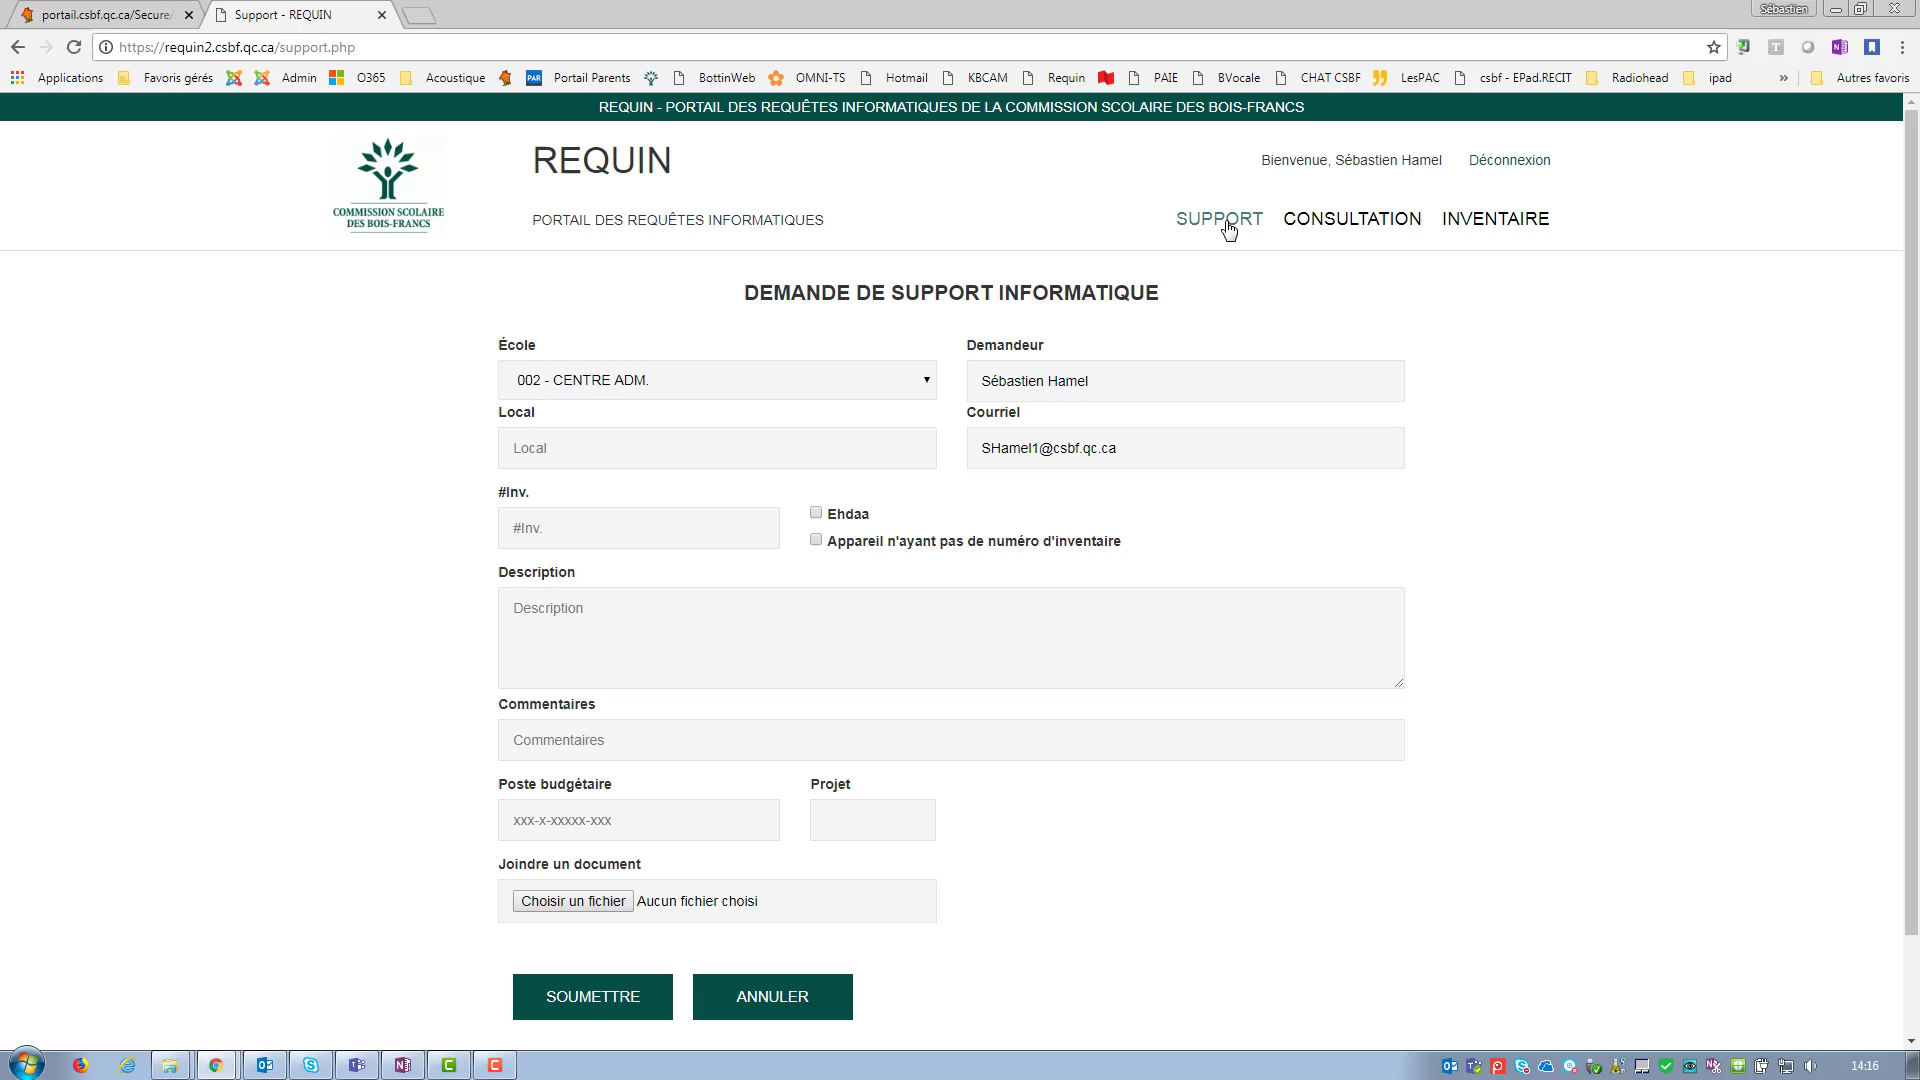 portail.csbf.qc.ca/Secure/
Support - REQUIN
Sébastien
https://requin2.csbf.qc.ca/support.php
Applications Favoris gérés Admin O365 Acoustique PAR Portail Parents BottinWeb OMNI-TS Hotmail KBCAM Requin PAIE BVocale CHAT CSBF LesPAC csbf - EPad.RECIT Radiohead ipad » Autres favoris
REQUIN - PORTAIL DES REQUÊTES INFORMATIQUES DE LA COMMISSION SCOLAIRE DES BOIS-FRANCS
COMMISSION SCOLAIRE
DES BOIS-FRANCS
REQUIN
Bienvenue, Sébastien Hamel Déconnexion
PORTAIL DES REQUÊTES INFORMATIQUES
SUPPORT CONSULTATION INVENTAIRE
DEMANDE DE SUPPORT INFORMATIQUE
École Demandeur
002 - CENTRE ADM. Sébastien Hamel
Local Courriel
Local SHamel1@csbf.qc.ca
#Inv.
#Inv.
Ehdaa
Appareil n'ayant pas de numéro d'inventaire
Description
Description
Commentaires
Commentaires
Poste budgétaire Projet
xxx-x-xxxxx-xxx
Joindre un document
Choisir un fichier Aucun fichier choisi
SOUMETTRE ANNULER
14:16